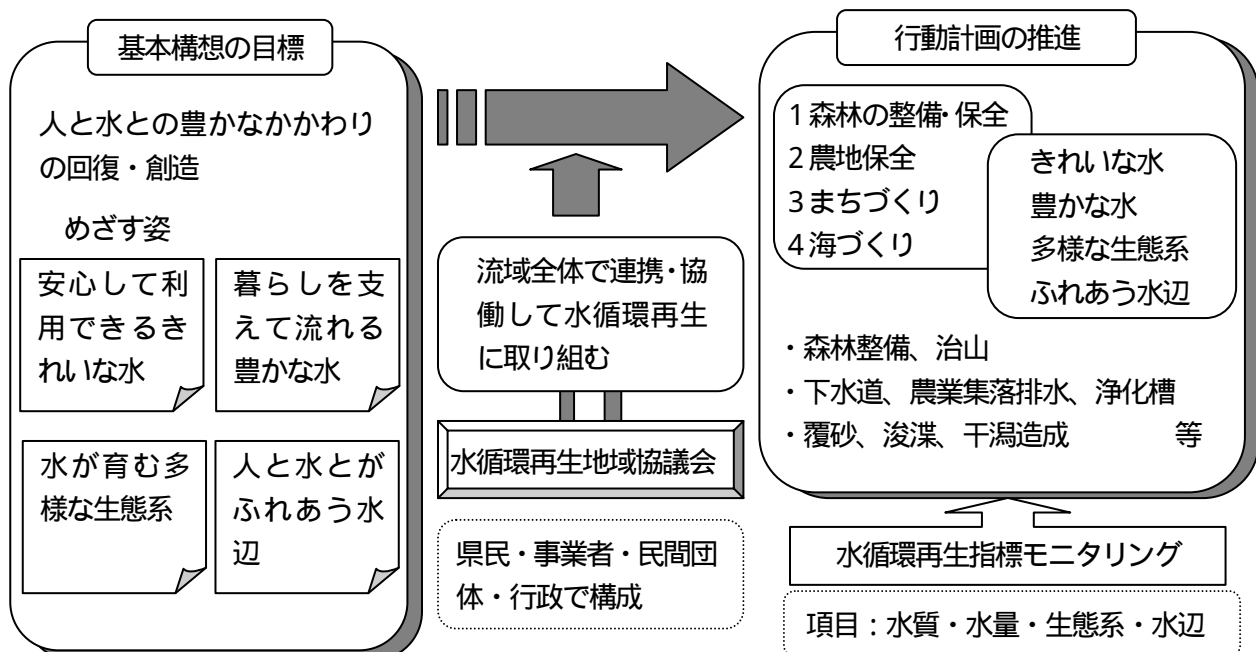 基本構想の目標
人と水との豊かなかかわり
の回復・創造
めざす姿
安心して利
用できるき
れいな水
暮らしを支
えて流れる
豊かな水
水が育む多
様な生態系
人と水とが
ふれあう水
辺
流域全体で連携・協
働して水循環再生
に取り組む
水循環再生地域協議会
県民・事業者・民間団
体・行政で構成
行動計画の推進
1森林の整備・保全
2農地保全
3まちづくり
4海づくり
きれいな水
豊かな水
多様な生態系
ふれあう水辺
・森林整備、治山
・下水道、農業集落排水、浄化槽
・覆砂、浚渫、干潟造成　　　等
水循環再生指標モニタリング
項目：水質・水量・生態系・水辺